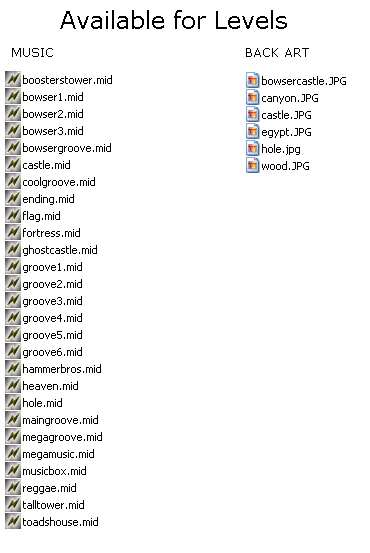 Available for Levels
MUSIC
boosterstower.mid
bowser1.mid
bowser2.mid
bowser3.mid
bowsergroove.mid
castle.mid
coolgroove.mid
ending.mid
flag.mid
fortress.mid
ghostcastle.mid
groove1.mid
groove2.mid
groove3.mid
groove4.mid
groove5.mid
groove6.mid
hammerbros.mid
heaven.mid
hole.mid
maingroove.mid
megagroove.mid
megamusic.mid
musicbox.mid
reggae.mid
talltower.mid
toadshouse.mid
BACK ART
bowsercastle.JPG
canyon.JPG
castle.JPG
egypt.JPG
hole.jpg
wood.JPG